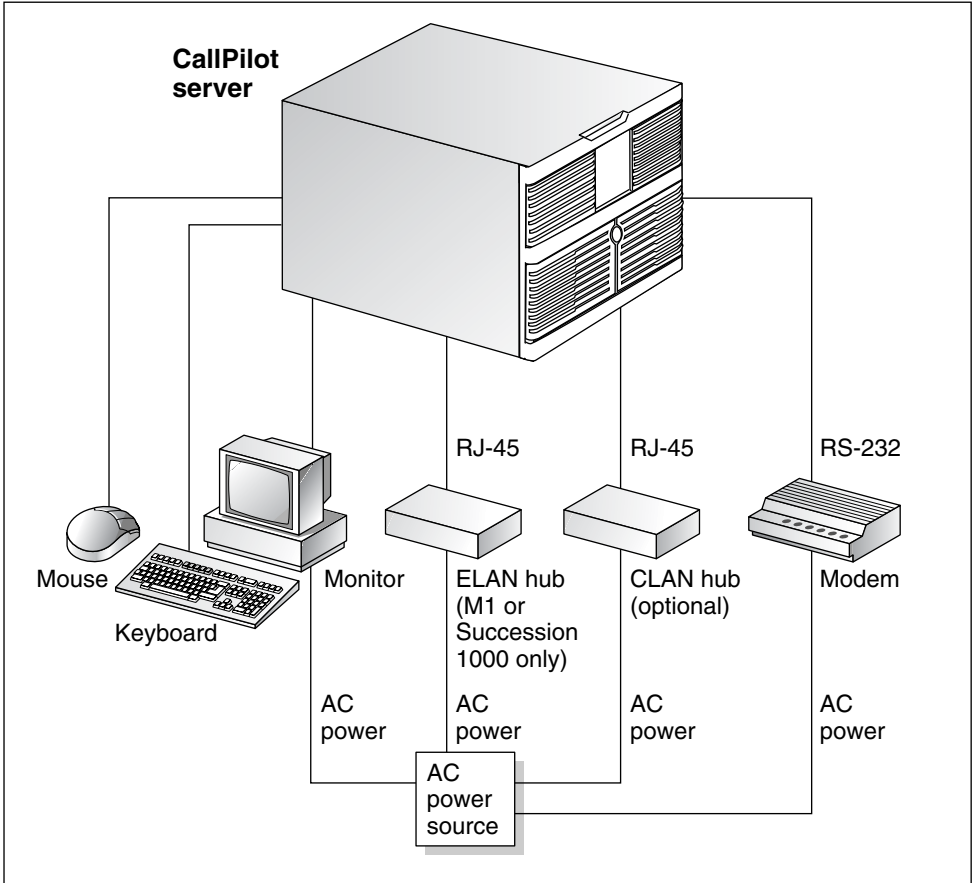 CallPilot
server
RJ-45
RJ-45
RS-232
Mouse
Keyboard
Monitor
ELAN hub
(M1 or
Succession
1000 only)
CLAN hub
(optional)
Modem
AC
power
AC
power
AC
power
AC
power
AC
power
source